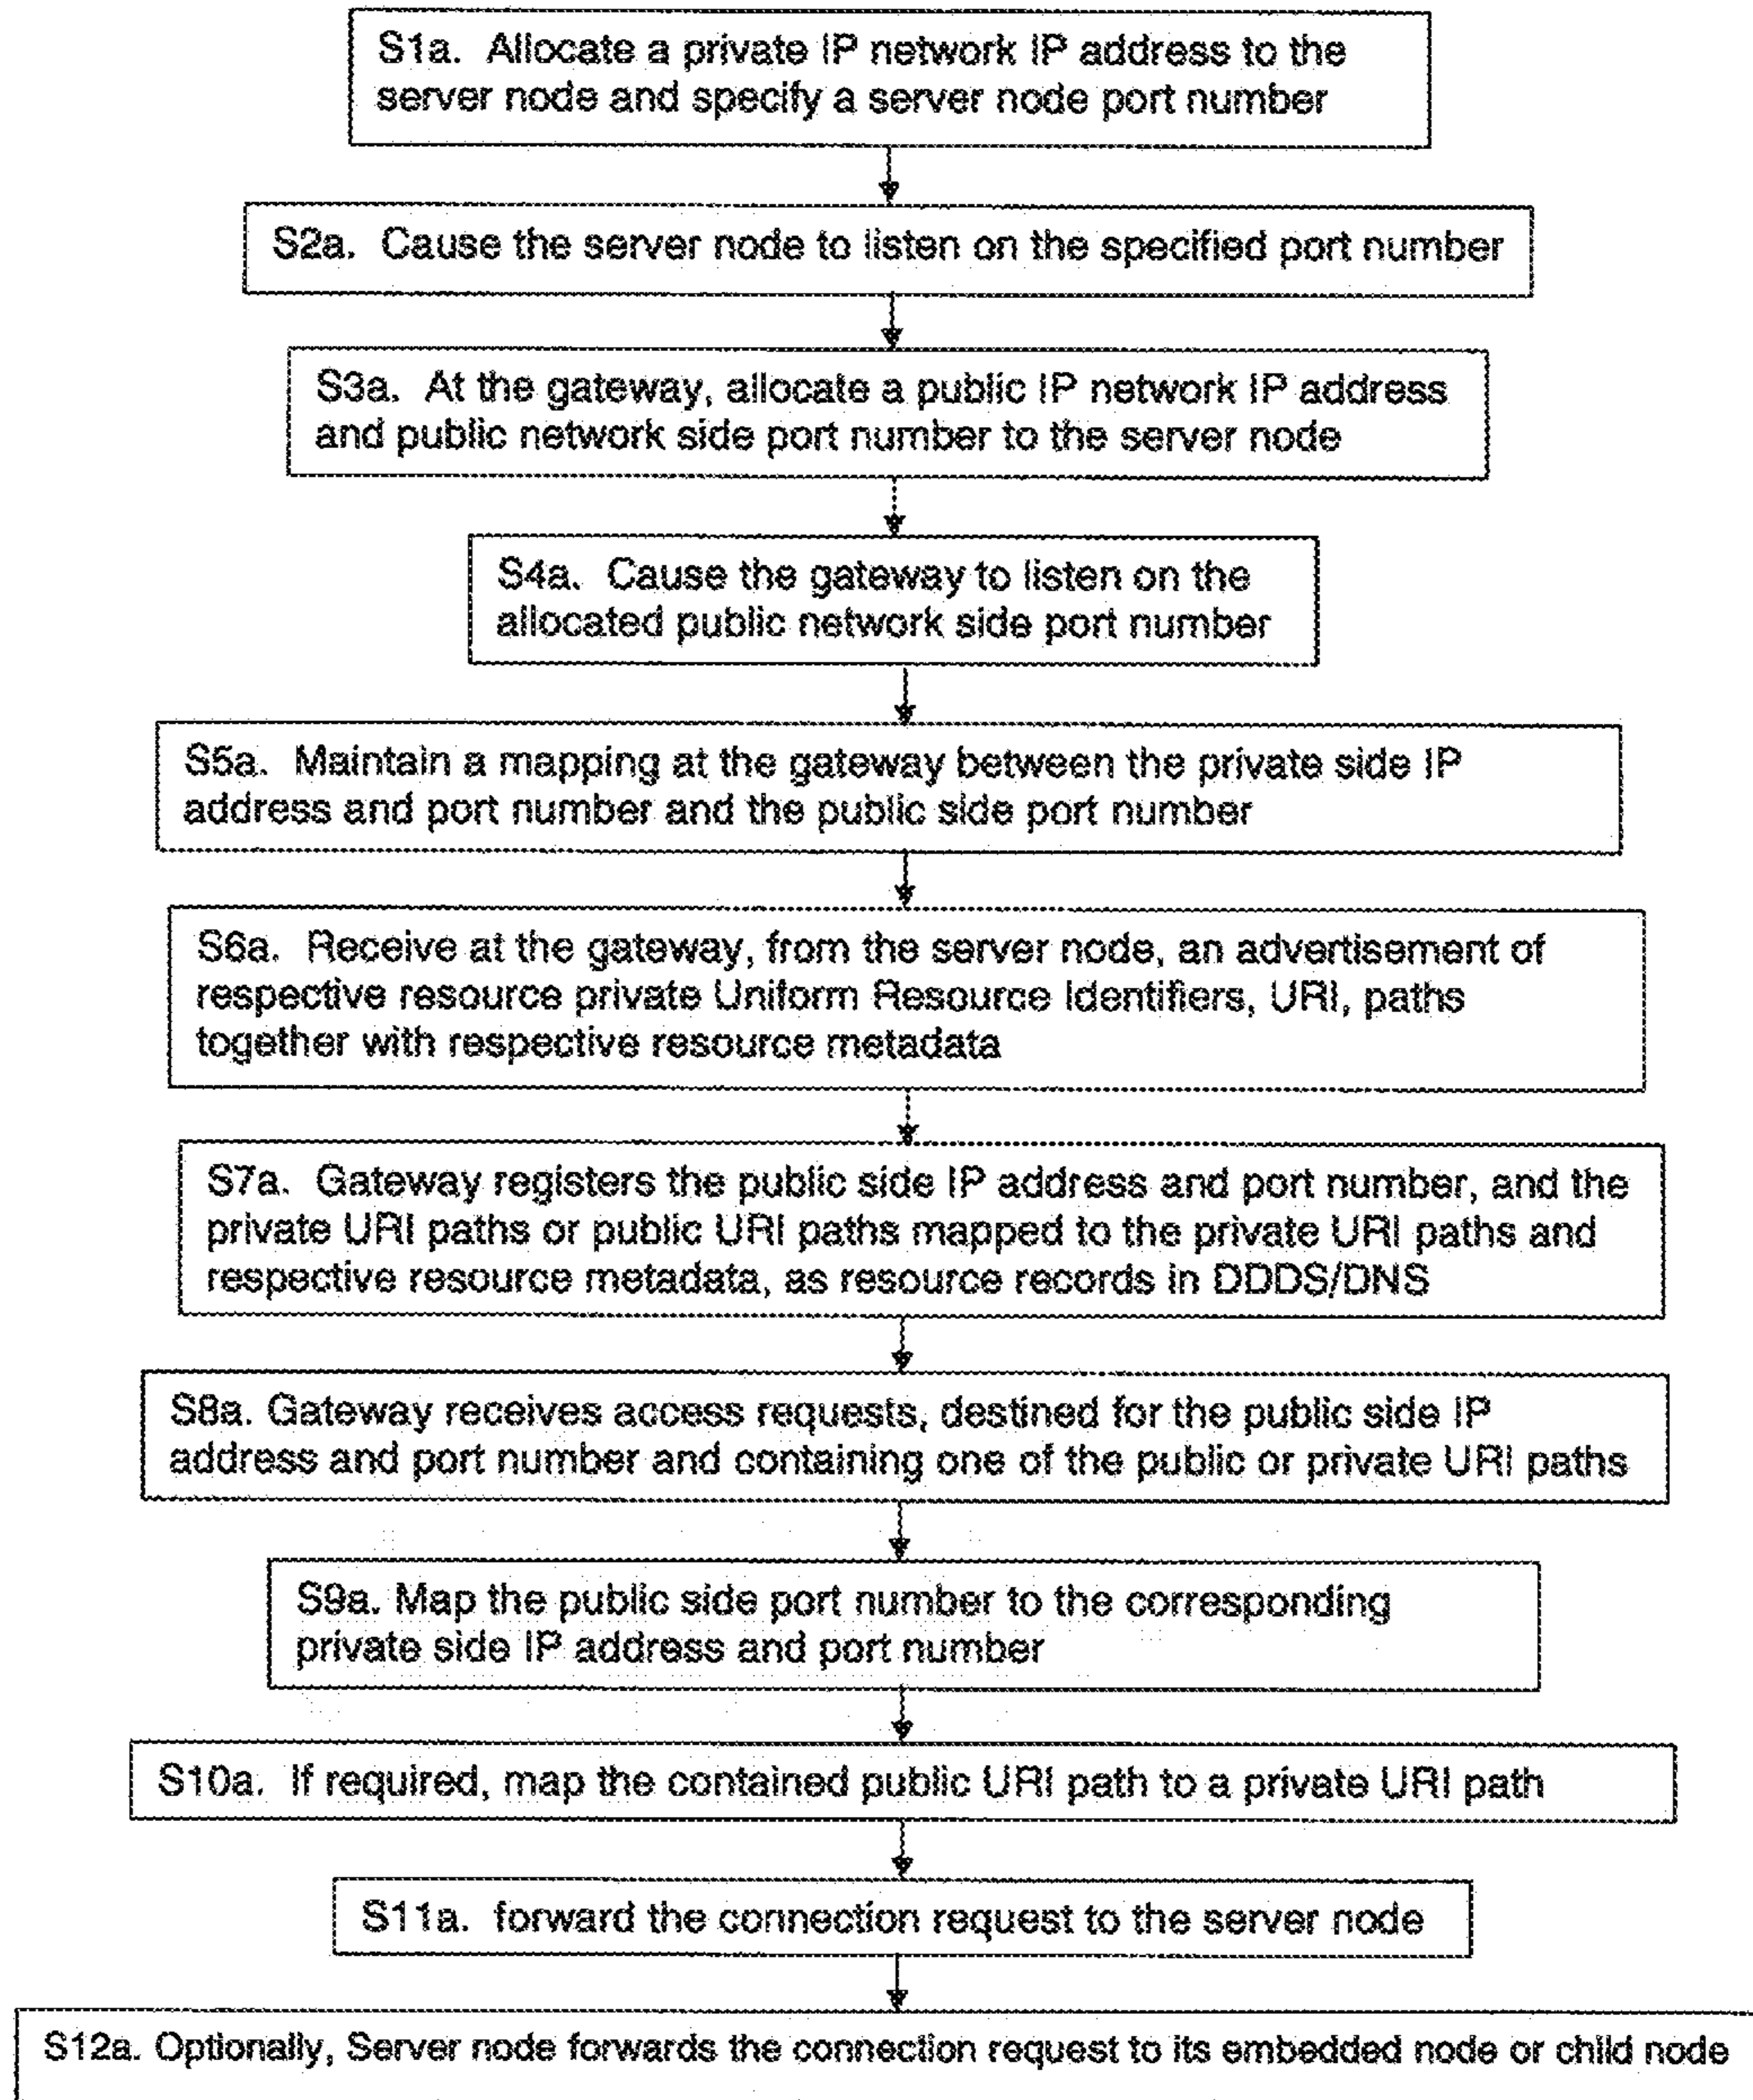 S1a. Allocate a private IP network IP address to the
server node and specify a server node port number
S2a. Cause the server node to listen on the specified port number
S3a. At the gateway, allocate a public IP network IP address
and public network side port number to the server node
S4a. Cause the gateway to listen on the
allocated public network side port number
S5a. Maintain a mapping at the gateway between the private side IP
address and port number and the public side port number
S6a. Receive at the gateway, from the server node, an advertisement of
respective resource private Uniform Resource Identifiers, URI, paths
together with respective resource metadata
S7a. Gateway registers the public side IP address and port number, and the
private URI paths or public URI paths mapped to the private URI paths and
respective resource metadata, as resource records in DDDS/DNS
S8a. Gateway receives access requests, destined for the public side IP
address and port number and containing one of the public or private URI paths
S9a. Map the public side port number to the corresponding
private side IP address and port number
S10a. If required, map the contained public URI path to a private URI path
S11a. forward the connection request to the server node
S12a. Optionally, Server node forwards the connection request to its embedded node or child node